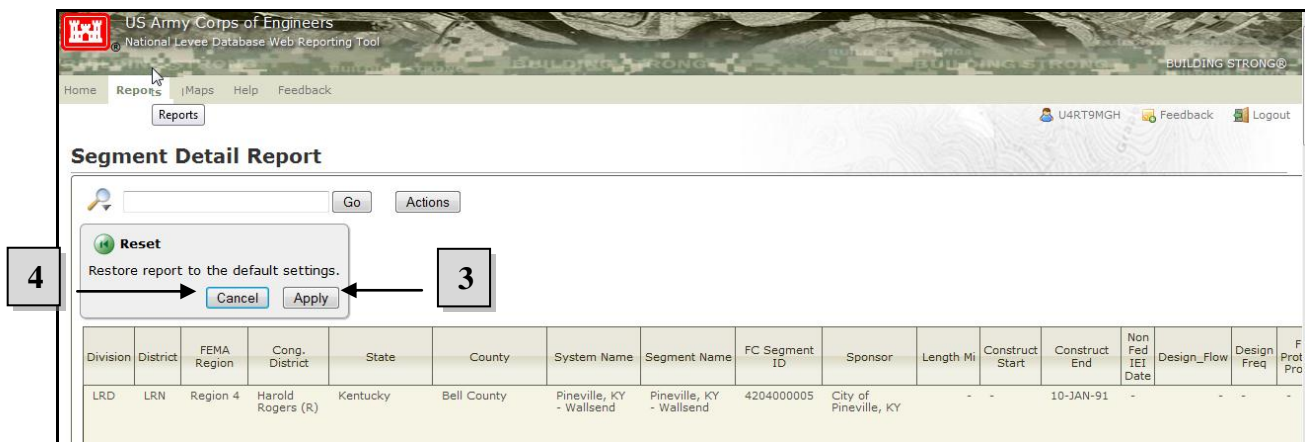 US Army Corps of Engineers
®
National Levee Database Web Reporting Tool
BUILDING STRONG®
Home Reports Maps Help Feedback
Reports
U4RT9MGH Feedback Logout
Segment Detail Report
Go Actions
Reset
Restore report to the default settings.
Cancel Apply
4
3
Division District FEMA Region Cong. District State County System Name Segment Name FC Segment ID Sponsor Length Mi Construct Start Construct End Non Fed IEI Date Design_Flow Design Freq F Prot Pro
LRD LRN Region 4 Harold Rogers (R) Kentucky Bell County Pineville, KY - Wallsend Pineville, KY - Wallsend 4204000005 City of Pineville, KY - - 10-JAN-91 - - - -